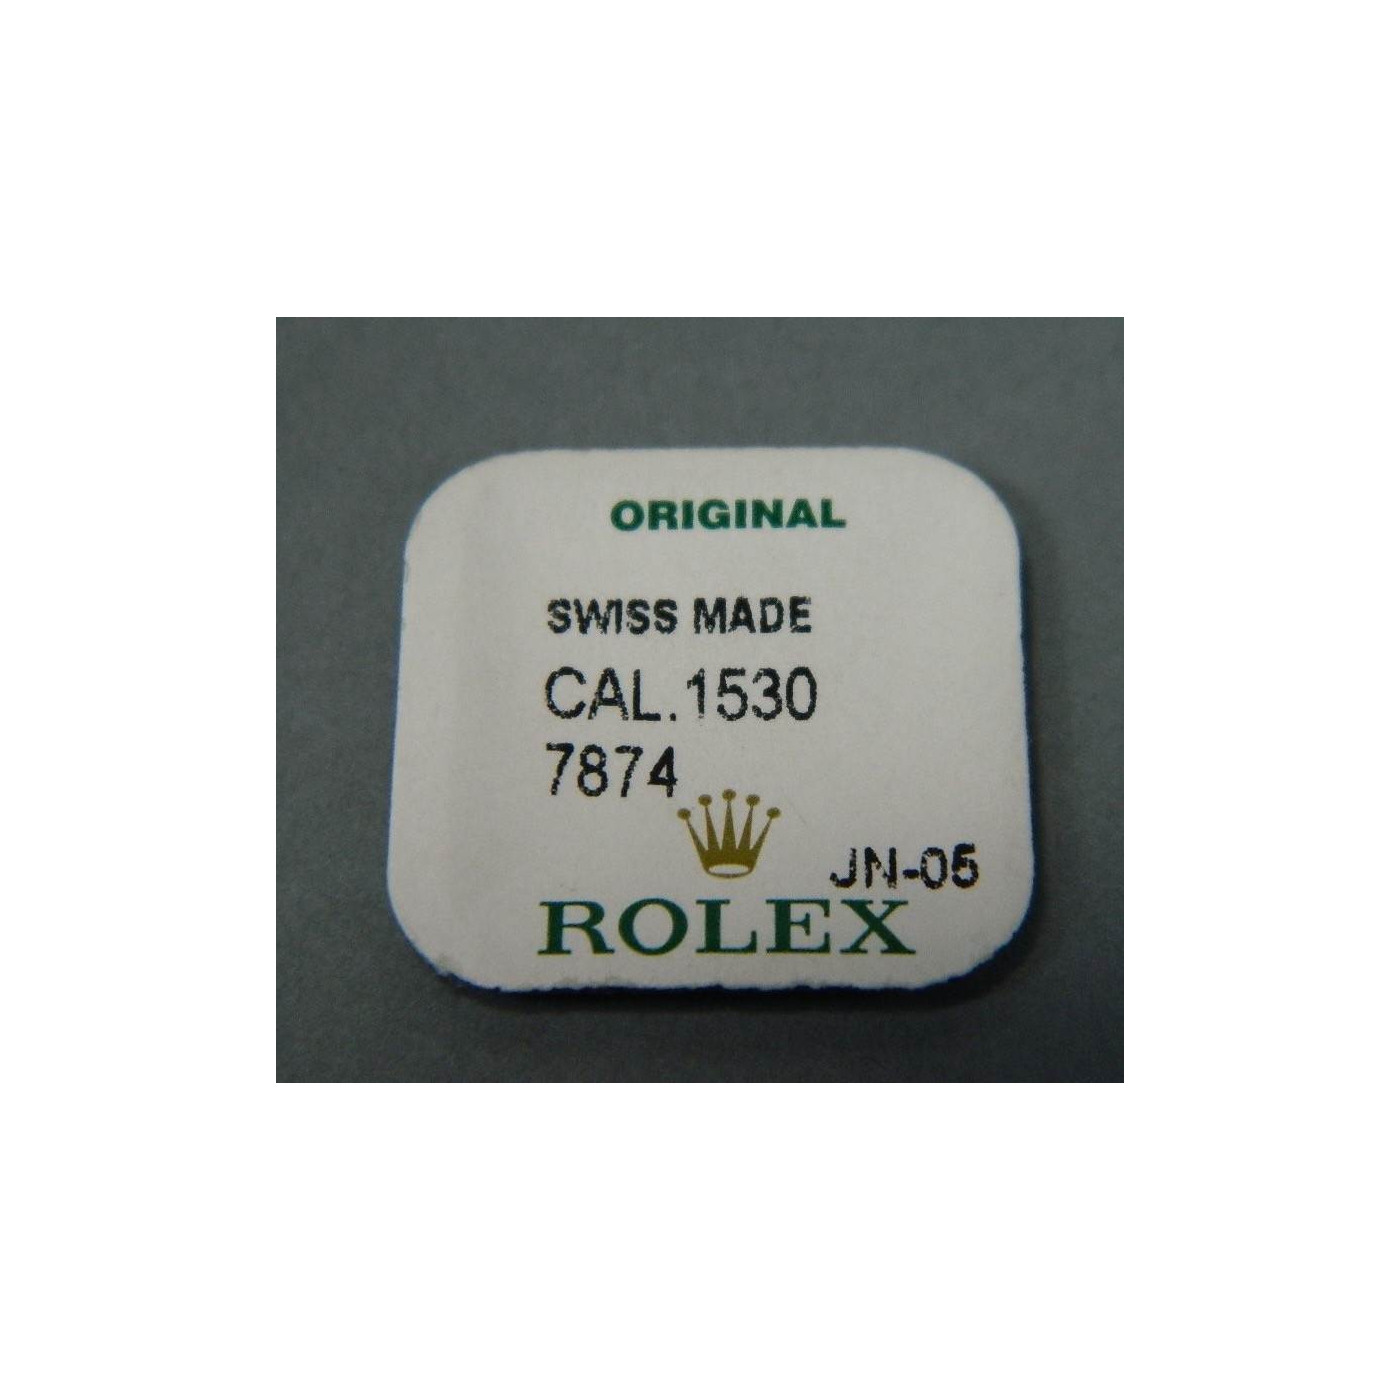 ORIGINAL
SWISS MADE
CAL.1530
7874
JN-05
ROLEX